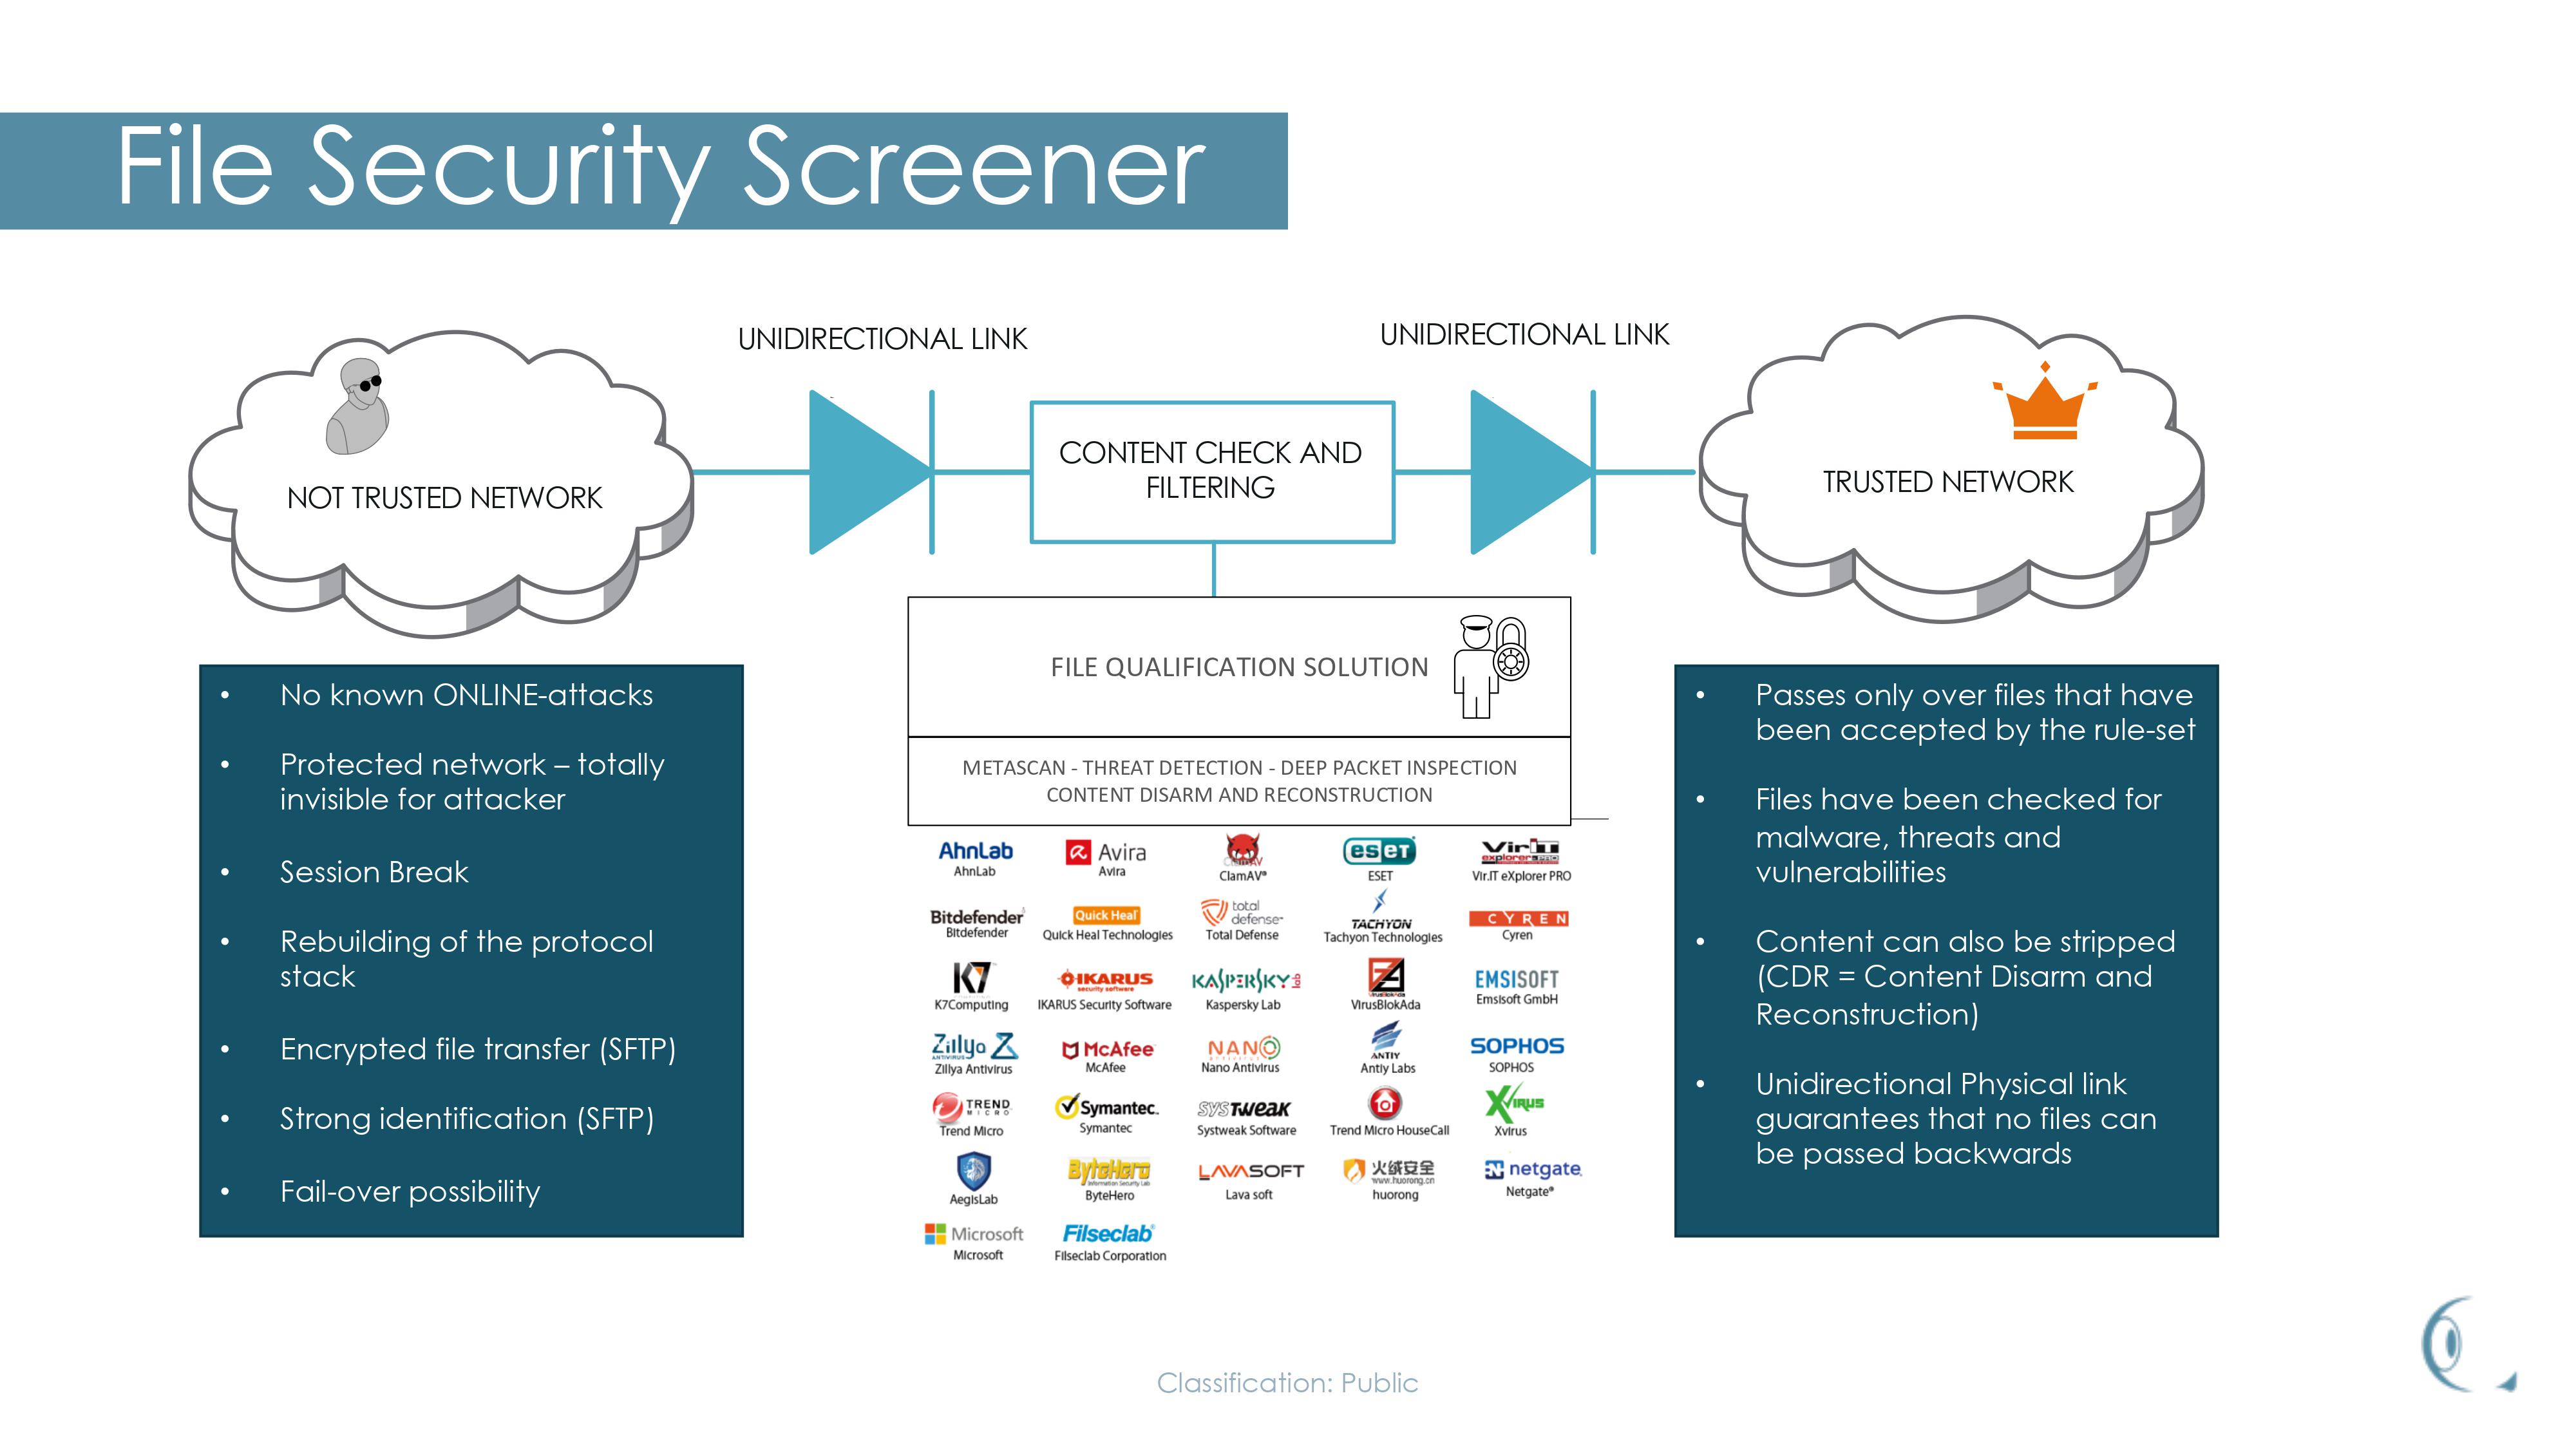 File Security Screener
UNIDIRECTIONAL LINK
UNIDIRECTIONAL LINK
NOT TRUSTED NETWORK
CONTENT CHECK AND
FILTERING
TRUSTED NETWORK
FILE QUALIFICATION SOLUTION
METASCAN - THREAT DETECTION - DEEP PACKET INSPECTION
CONTENT DISARM AND RECONSTRUCTION
• No known ONLINE-attacks
• Protected network – totally
invisible for attacker
• Session Break
• Rebuilding of the protocol
stack
• Encrypted file transfer (SFTP)
• Strong identification (SFTP)
• Fail-over possibility
AhnLab Avira ClamAV eseT VirIT
explorer PRO
AhnLab Avira ClamAV® ESET Vir.IT eXplorer PRO
Bitdefender Quick Heal total defense TACHYON CYREN
Bitdefender Quick Heal Technologies Total Defense Tachyon Technologies Cyren
K7 IKARUS security software KASPERSKY lab VirusBlokAda EMSISOFT
K7Computing IKARUS Security Software Kaspersky Lab VirusBlokAda Emsisoft GmbH
Zillya ANTIVIRUS McAfee NANO ANTIVIRUS ANTIY SOPHOS
Zillya Antivirus McAfee Nano Antivirus Antiy Labs SOPHOS
TREND MICRO Symantec. SYSTweak XVIRUS
Trend Micro Symantec Systweak Software Trend Micro HouseCall Xvirus
ByteHero Information Security Lab LAVASOFT 火绒安全 www.huorong.cn netgate
AegisLab ByteHero Lava soft huorong Netgate®
Microsoft Filseclab
Microsoft Filseclab Corporation
• Passes only over files that have
been accepted by the rule-set
• Files have been checked for
malware, threats and
vulnerabilities
• Content can also be stripped
(CDR = Content Disarm and
Reconstruction)
• Unidirectional Physical link
guarantees that no files can
be passed backwards
Classification: Public